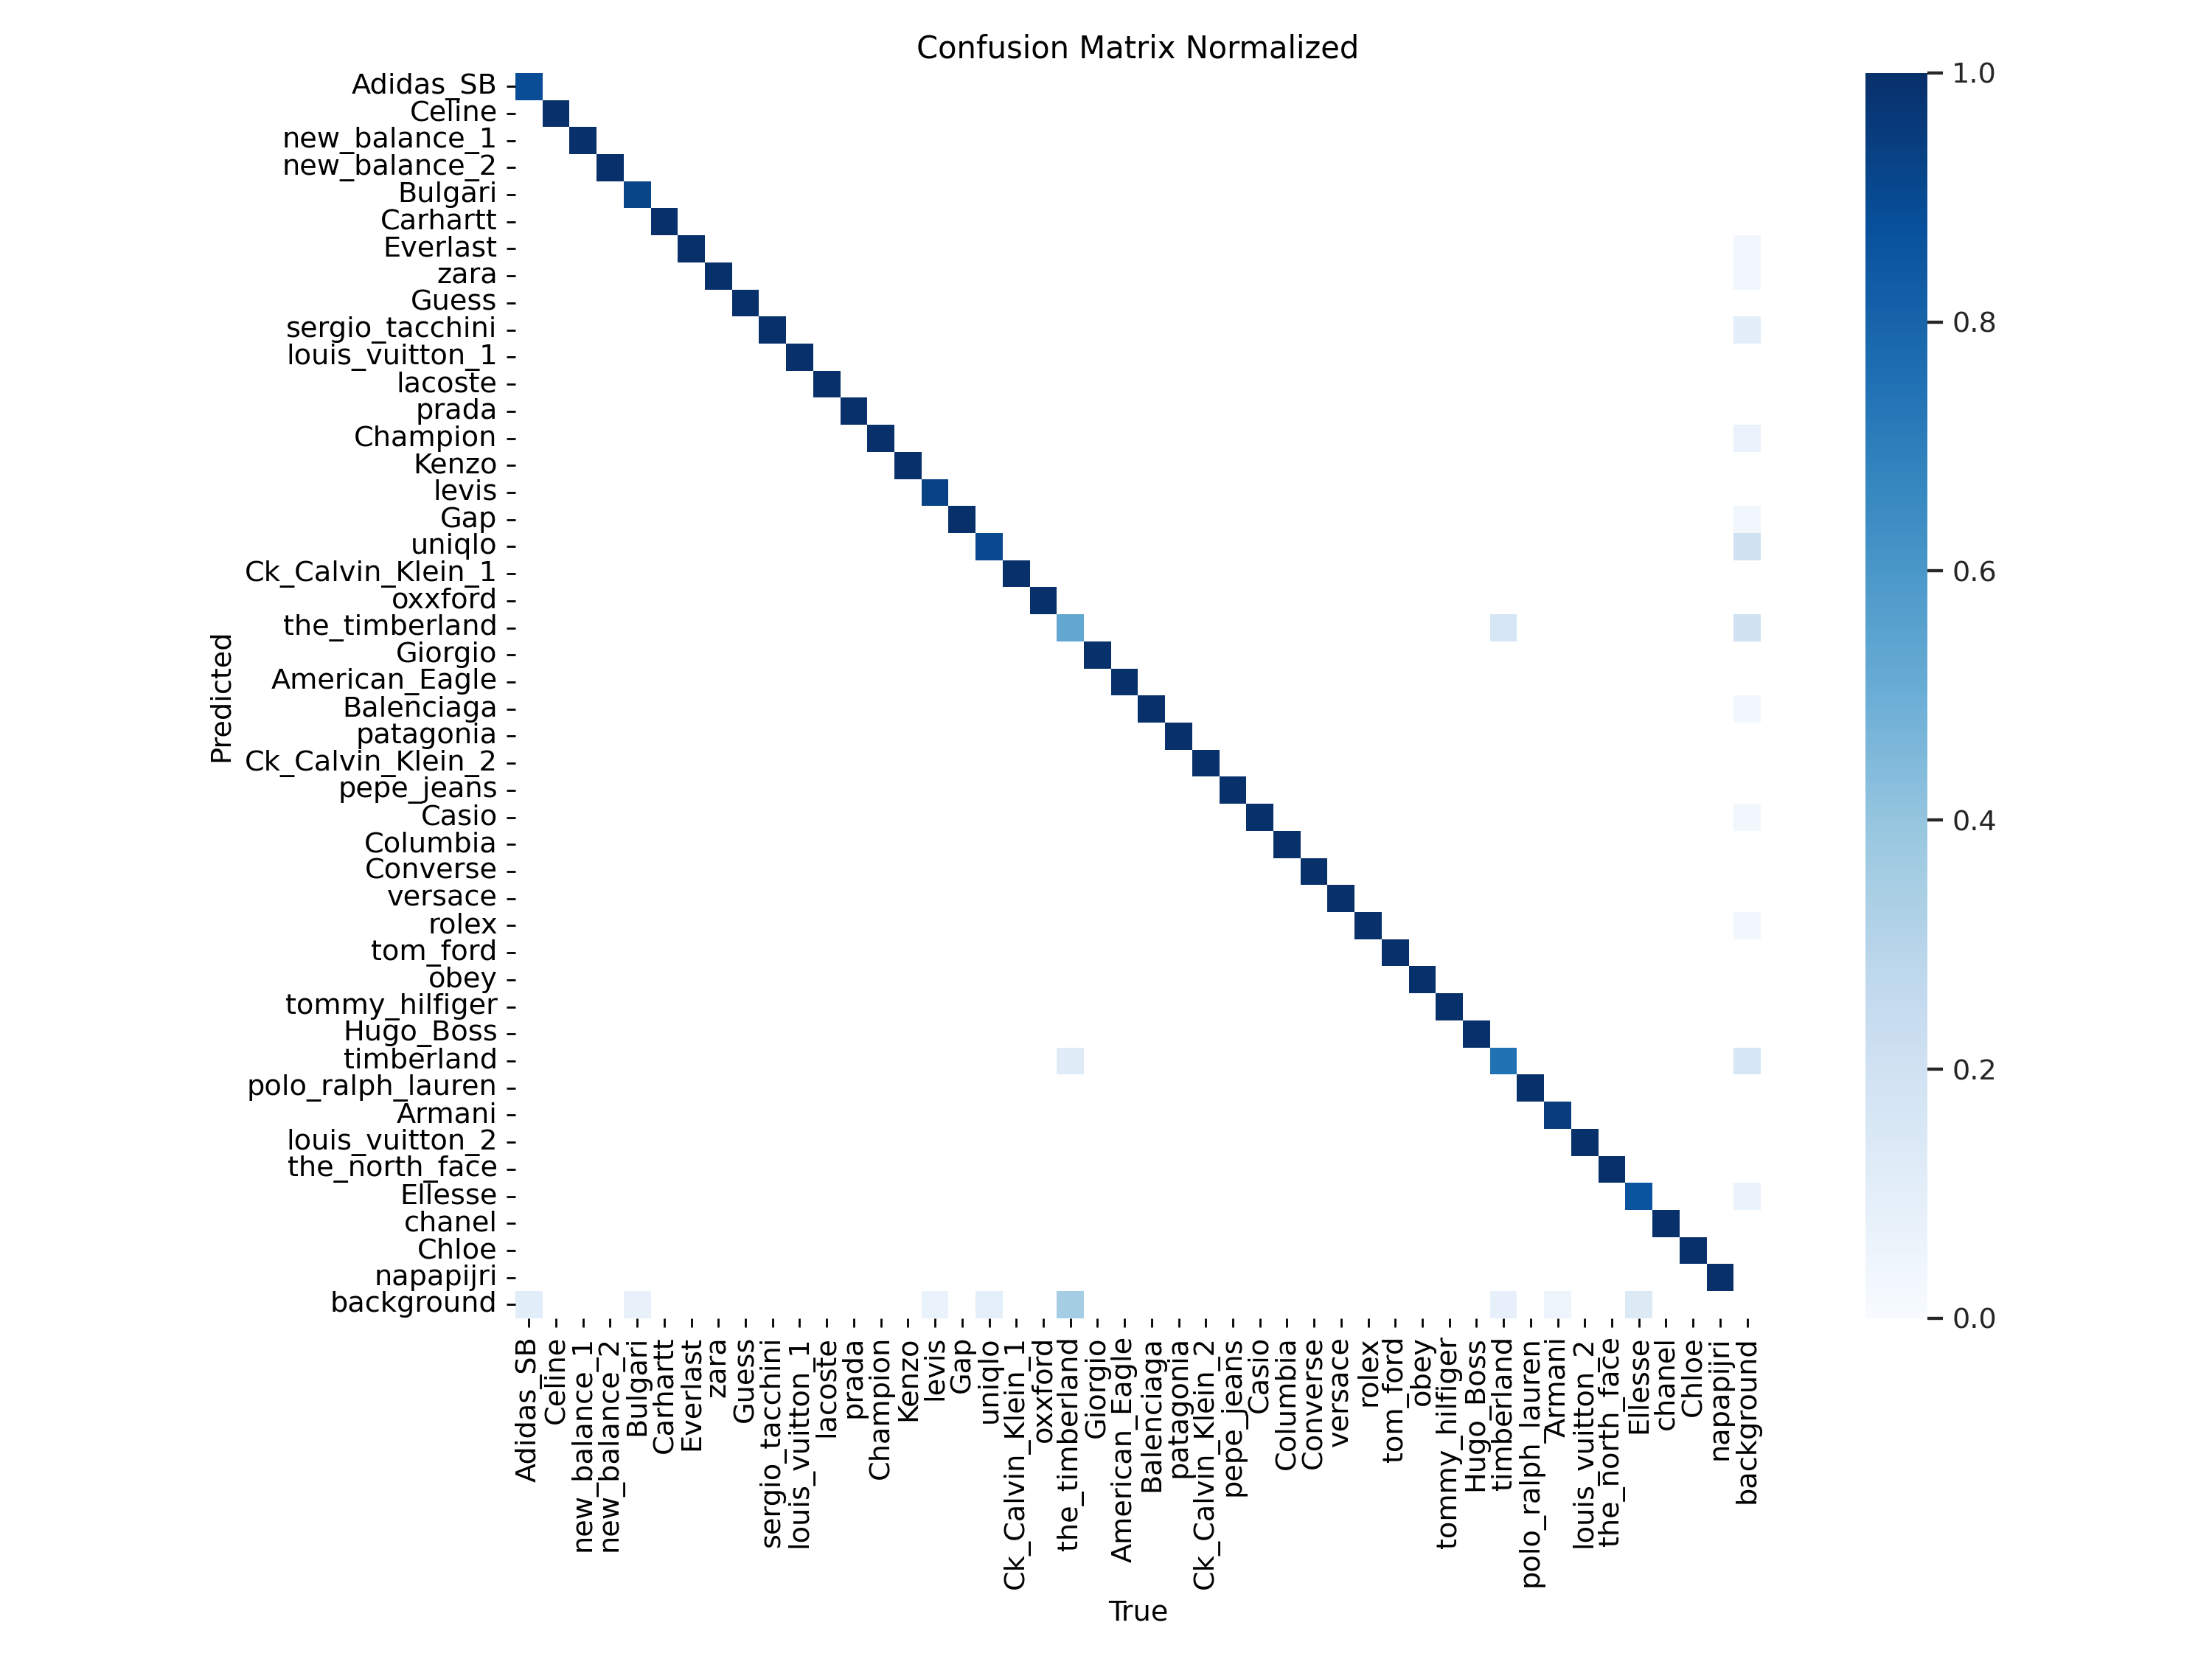 Confusion Matrix Normalized
Adidas_SB
Celine
new_balance_1
new_balance_2
Bulgari
Carhartt
Everlast
zara
Guess
sergio_tacchini
louis_vuitton_1
lacoste
prada
Champion
Kenzo
levis
Gap
uniqlo
Ck_Calvin_Klein_1
oxxford
the_timberland
Giorgio
American_Eagle
Balenciaga
patagonia
Ck_Calvin_Klein_2
pepe_jeans
Casio
Columbia
Converse
versace
rolex
tom_ford
obey
tommy_hilfiger
Hugo_Boss
timberland
polo_ralph_lauren
Armani
louis_vuitton_2
the_north_face
Ellesse
chanel
Chloe
napapijri
background
Predicted
Adidas_SB
Celine
new_balance_1
new_balance_2
Bulgari
Carhartt
Everlast
zara
Guess
sergio_tacchini
louis_vuitton_1
lacoste
prada
Champion
Kenzo
levis
Gap
uniqlo
Ck_Calvin_Klein_1
oxxford
the_timberland
Giorgio
American_Eagle
Balenciaga
patagonia
Ck_Calvin_Klein_2
pepe_jeans
Casio
Columbia
Converse
versace
rolex
tom_ford
obey
tommy_hilfiger
Hugo_Boss
timberland
polo_ralph_lauren
Armani
louis_vuitton_2
the_north_face
Ellesse
chanel
Chloe
napapijri
background
True
1.0
0.8
0.6
0.4
0.2
0.0